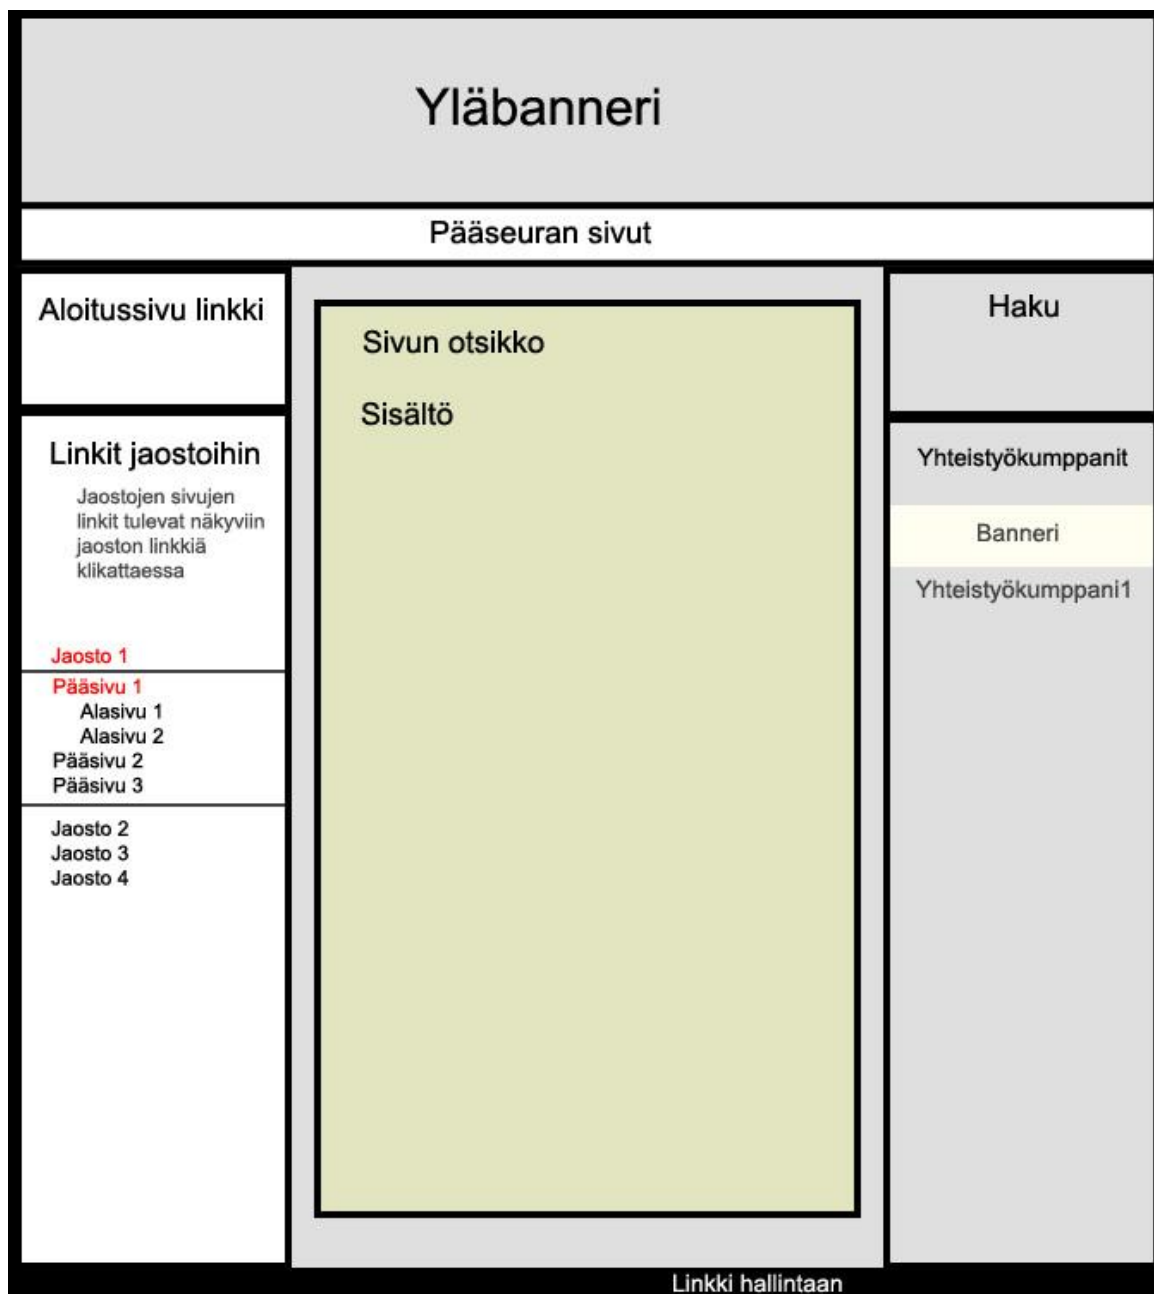 Yläbanneri
Pääseuran sivut
Aloitussivu linkki
Linkit jaostoihin
Jaostojen sivujen
linkit tulevat näkyviin
jaoston linkkiä
klikattaessa
Jaosto 1
Pääsivu 1
Alasivu 1
Alasivu 2
Pääsivu 2
Pääsivu 3
Jaosto 2
Jaosto 3
Jaosto 4
Sivun otsikko
Sisältö
Haku
Yhteistyökumppanit
Banneri
Yhteistyökumppani1
Linkki hallintaan